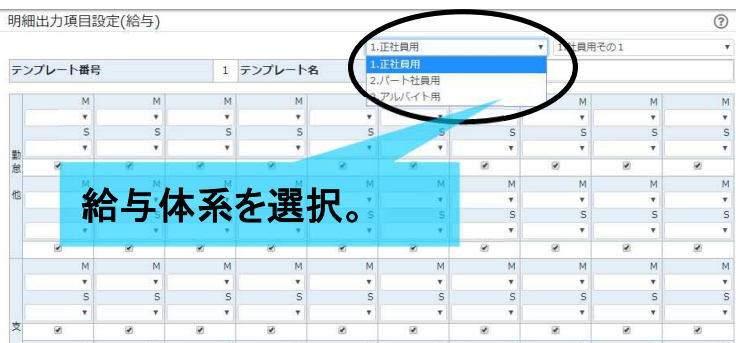 明細出力項目設定(給与)
?
1.正社員用
1.社員用その1
テンプレート番号 1 テンプレート名
1.正社員用
2.パート社員用
3.アルバイト用
M M M M M M M M M
S S S S S S S S S
勤
怠
他
M M M M M M M M M
給与体系を選択。
S S S S S S S S
M M M M M M M M M
S S S S S S S S S
支